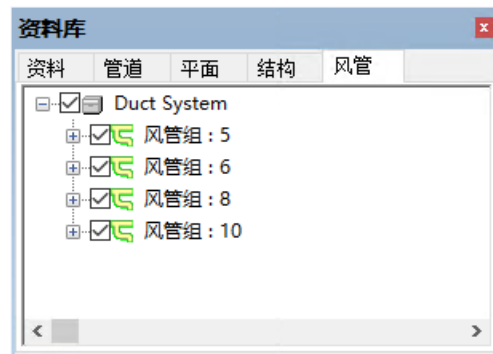 资料库
资料 管道 平面 结构 风管
Duct System
风管组 : 5
风管组 : 6
风管组 : 8
风管组 : 10